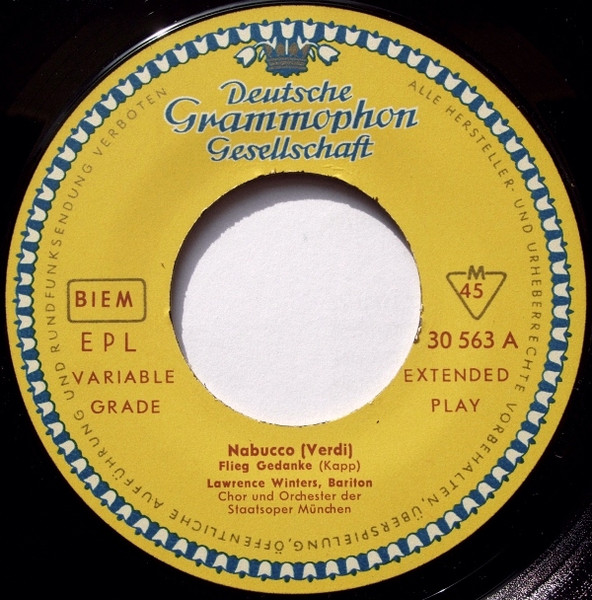 Deutsche
Grammophon
Gesellschaft
ALLE HERSTELLER- UND URHEBERRECHTE VORBEHALTEN, ÜBERSPIELUNG, ÖFFENTLICHE AUFFÜHRUNG UND RUNDFUNKSENDUNG VERBOTEN
BIEM
M
45
EPL
30 563 A
VARIABLE
GRADE
EXTENDED
PLAY
Nabucco (Verdi)
Flieg Gedanke (Kapp)
Lawrence Winters, Bariton
Chor und Orchester der
Staatsoper München